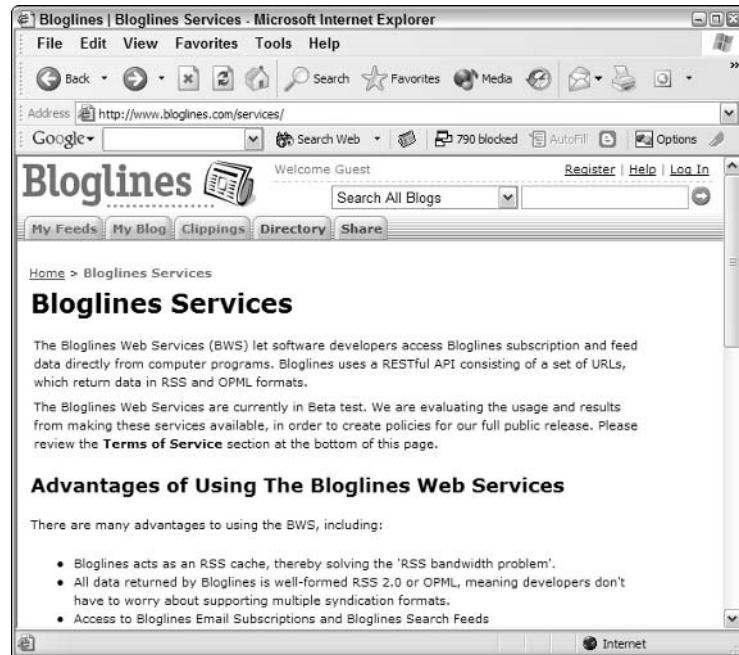 Bloglines | Bloglines Services - Microsoft Internet Explorer
File Edit View Favorites Tools Help
Back Search Favorites Media
Address http://www.bloglines.com/services/
Google Search Web 790 blocked AutoFill Options
Bloglines Welcome Guest Register | Help | Log In
Search All Blogs
My Feeds My Blog Clippings Directory Share
Home > Bloglines Services
Bloglines Services
The Bloglines Web Services (BWS) let software developers access Bloglines subscription and feed
data directly from computer programs. Bloglines uses a RESTful API consisting of a set of URLs,
which return data in RSS and OPML formats.
The Bloglines Web Services are currently in Beta test. We are evaluating the usage and results
from making these services available, in order to create policies for our full public release. Please
review the Terms of Service section at the bottom of this page.
Advantages of Using The Bloglines Web Services
There are many advantages to using the BWS, including:
• Bloglines acts as an RSS cache, thereby solving the 'RSS bandwidth problem'.
• All data returned by Bloglines is well-formed RSS 2.0 or OPML, meaning developers don't
have to worry about supporting multiple syndication formats.
• Access to Bloglines Email Subscriptions and Bloglines Search Feeds
Internet